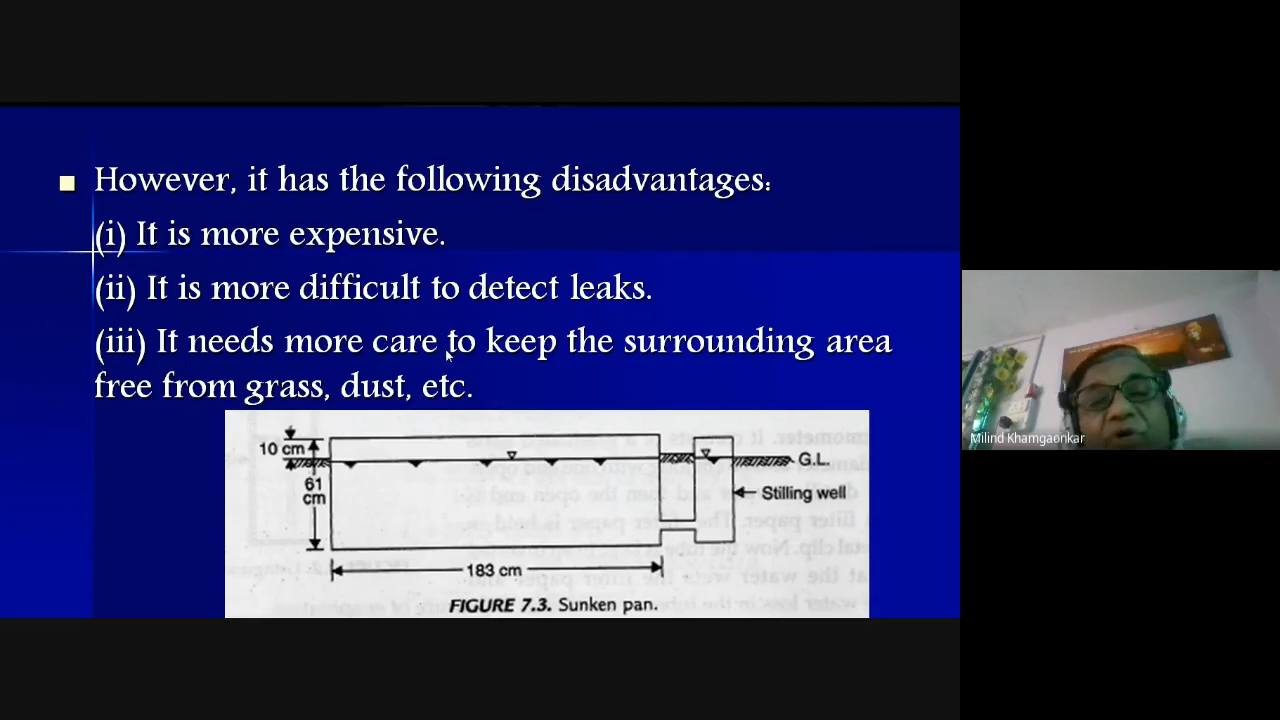 However, it has the following disadvantages:
(i) It is more expensive.
(ii) It is more difficult to detect leaks.
(iii) It needs more care to keep the surrounding area
free from grass, dust, etc.
10 cm
G.L.
61
cm
Stilling well
183 cm
FIGURE 7.3. Sunken pan.
Milind Khamgaonkar